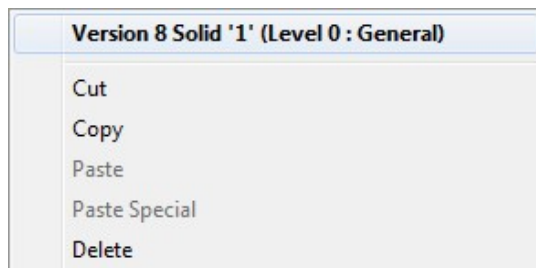 Version 8 Solid '1' (Level 0 : General)
Cut
Copy
Paste
Paste Special
Delete